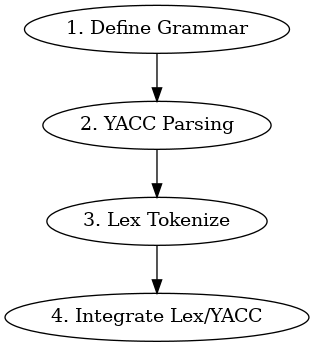 1. Define Grammar
2. YACC Parsing
3. Lex Tokenize
4. Integrate Lex/YACC